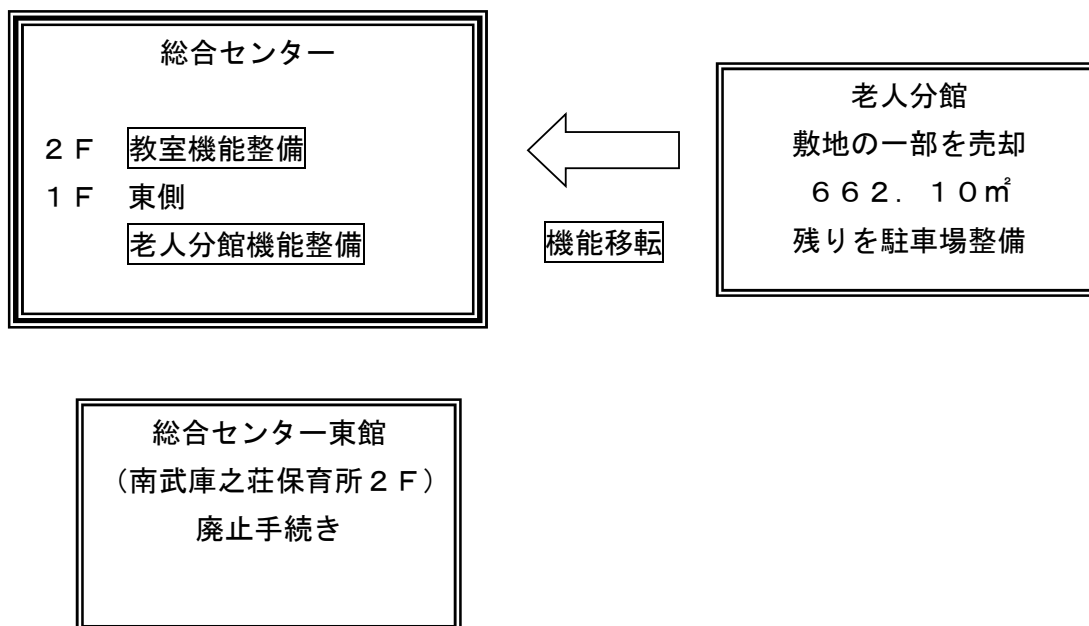 総合センター
２Ｆ 教室機能整備
１Ｆ 東側
老人分館機能整備
機能移転
老人分館
敷地の一部を売却
６６２．１０㎡
残りを駐車場整備
総合センター東館
（南武庫之荘保育所２Ｆ）
廃止手続き